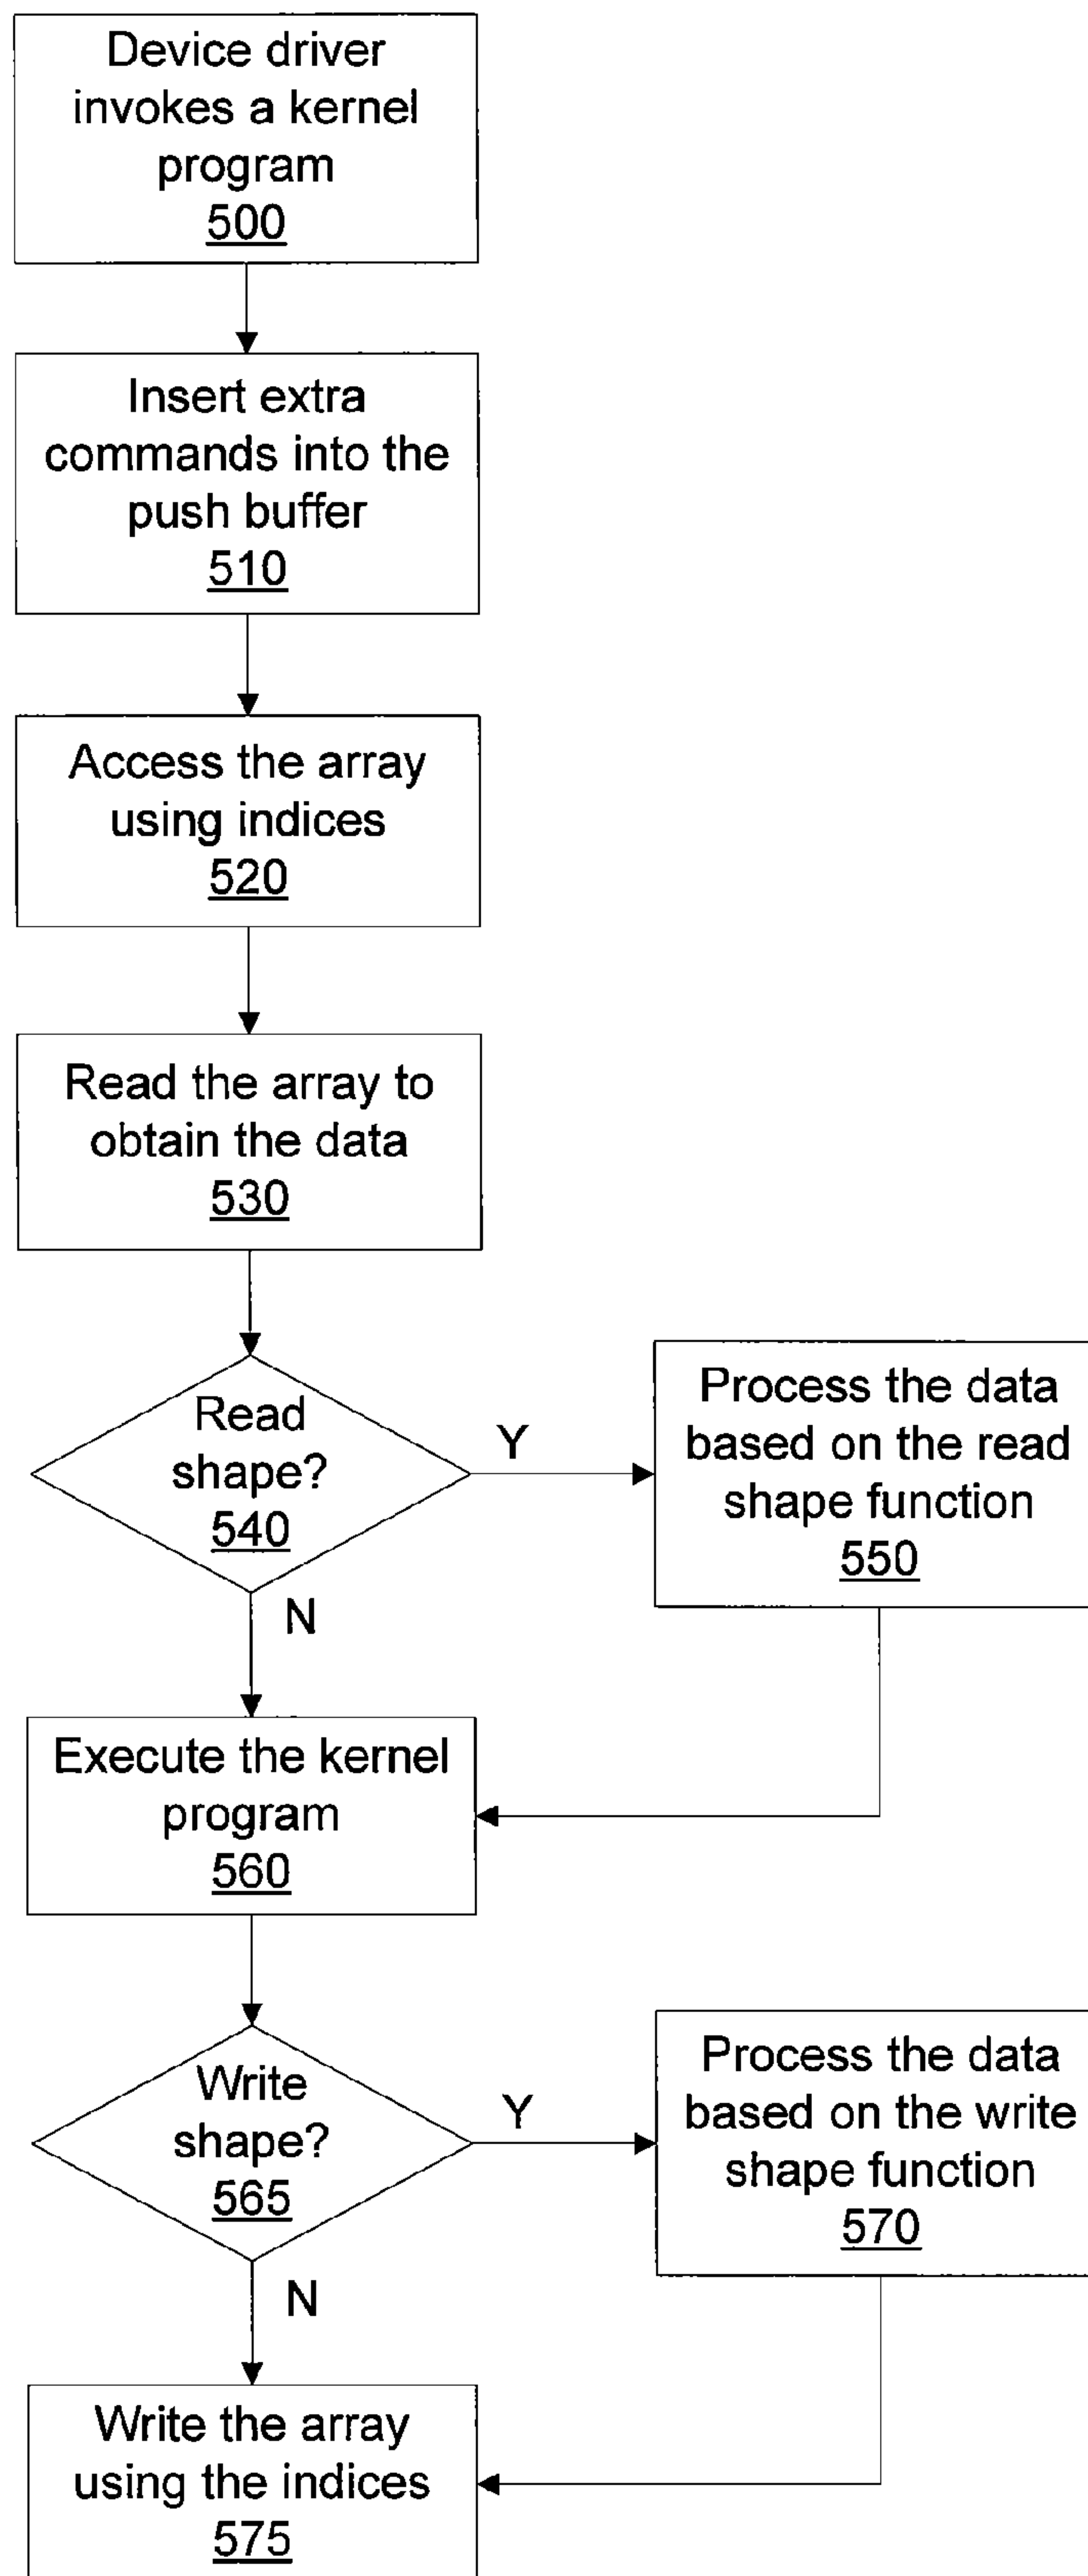 Device driver
invokes a kernel
program
500
Insert extra
commands into the
push buffer
510
Access the array
using indices
520
Read the array to
obtain the data
530
Read
shape?
540
Y
Process the data
based on the read
shape function
550
N
Execute the kernel
program
560
Write
shape?
565
Y
Process the data
based on the write
shape function
570
N
Write the array
using the indices
575